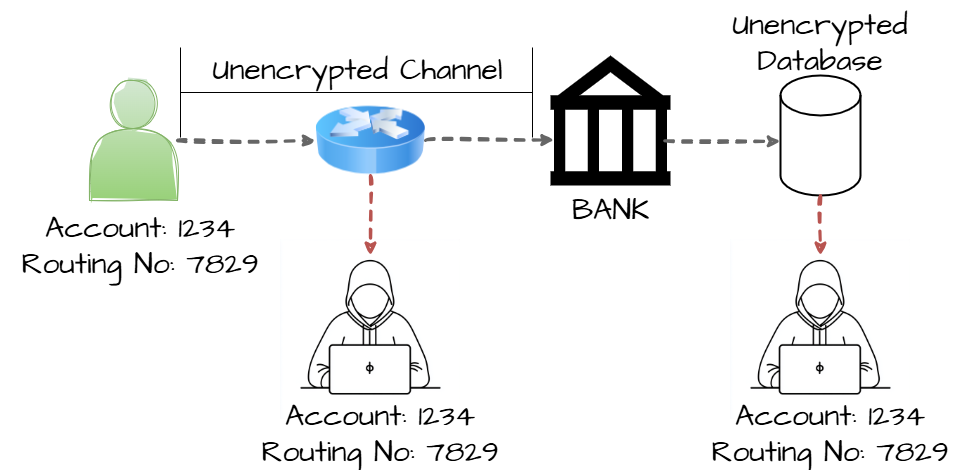 Unencrypted
Database
Unencrypted Channel
BANK
Account: 1234
Routing No: 7829
Account: 1234
Routing No: 7829
Account: 1234
Routing No: 7829